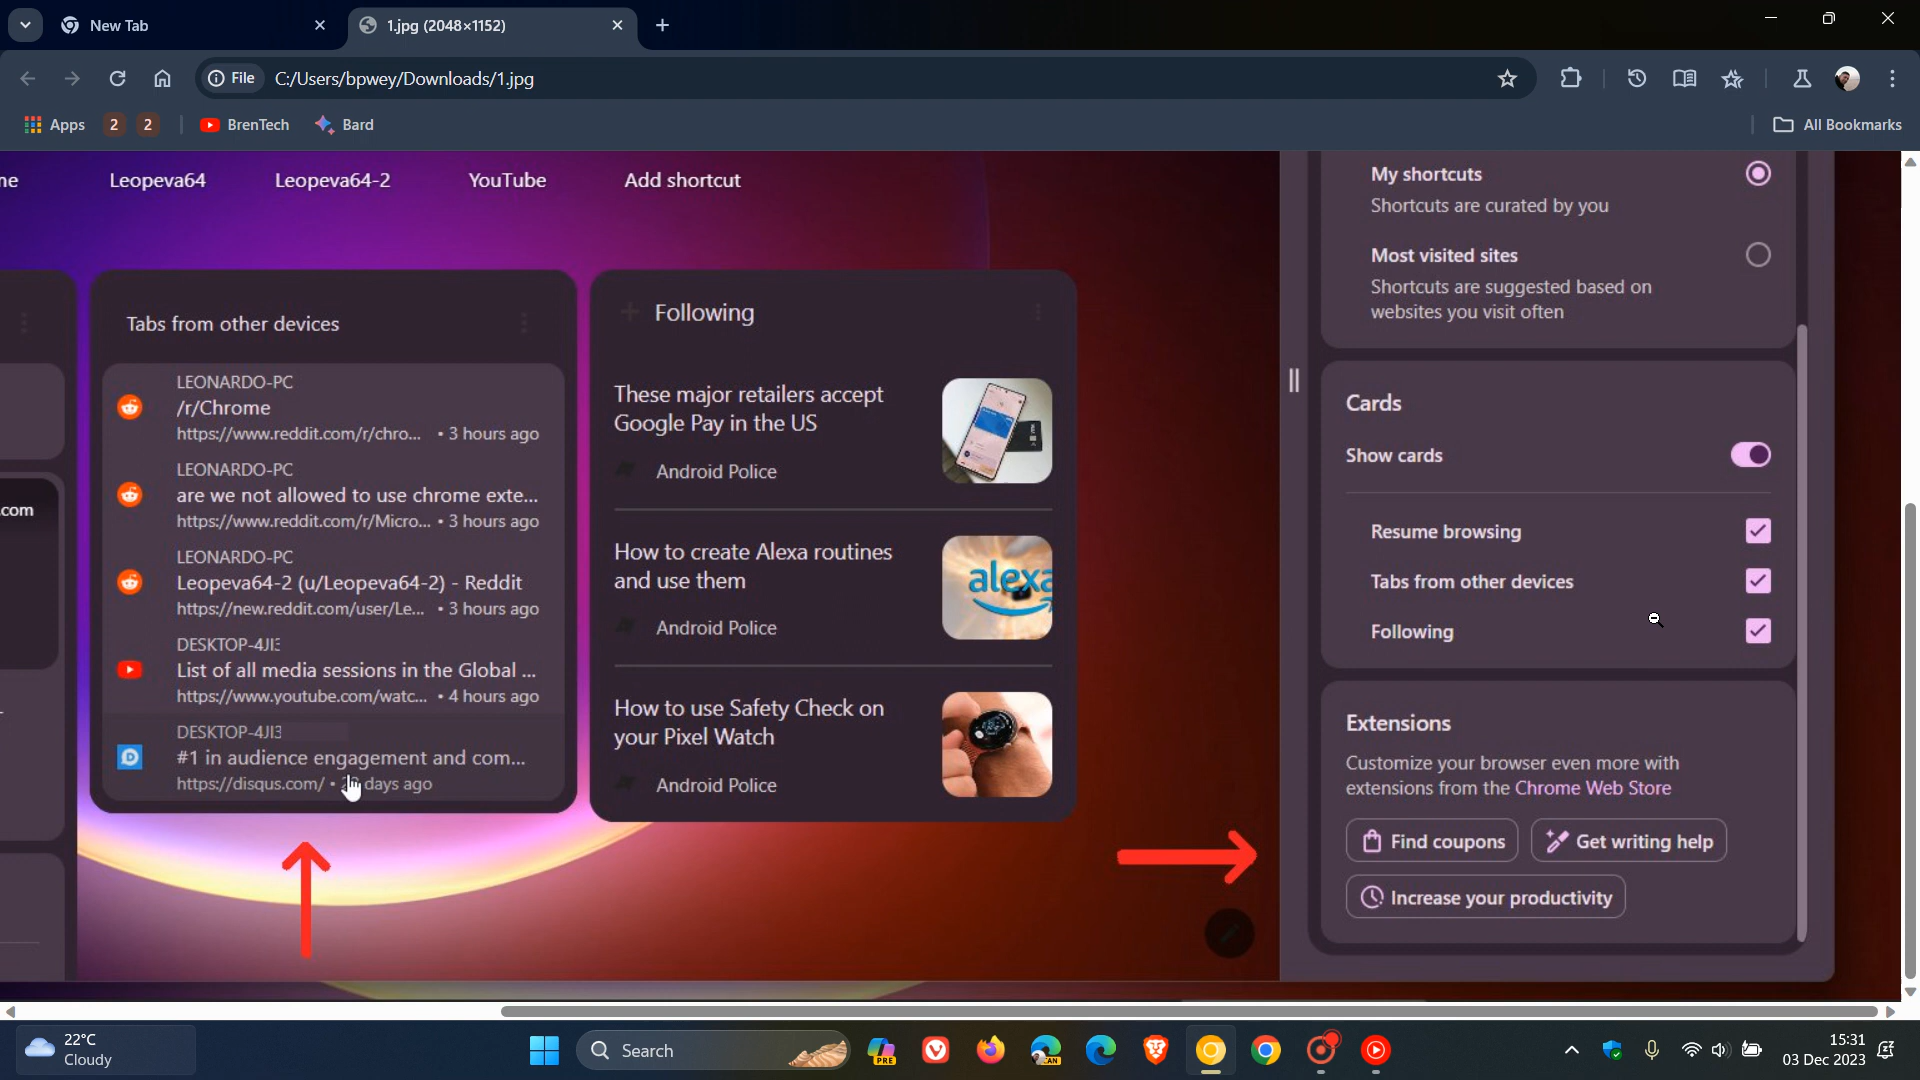 New Tab
1.jpg (2048×1152)
File
C:/Users/bpwey/Downloads/1.jpg
Apps
2
2
BrenTech
Bard
All Bookmarks
me
Leopeva64
Leopeva64-2
YouTube
Add shortcut
.com
Tabs from other devices
LEONARDO-PC
/r/Chrome
https://www.reddit.com/r/chro... • 3 hours ago
LEONARDO-PC
are we not allowed to use chrome exte...
https://www.reddit.com/r/Micro... • 3 hours ago
LEONARDO-PC
Leopeva64-2 (u/Leopeva64-2) - Reddit
https://new.reddit.com/user/Le... • 3 hours ago
DESKTOP-4JI3
List of all media sessions in the Global ...
https://www.youtube.com/watc... • 4 hours ago
DESKTOP-4JI3
#1 in audience engagement and com...
https://disqus.com/ • days ago
Following
These major retailers accept
Google Pay in the US
Android Police
How to create Alexa routines
and use them
Android Police
alexa
How to use Safety Check on
your Pixel Watch
Android Police
My shortcuts
Shortcuts are curated by you
Most visited sites
Shortcuts are suggested based on
websites you visit often
Cards
Show cards
Resume browsing
Tabs from other devices
Following
Extensions
Customize your browser even more with
extensions from the Chrome Web Store
Find coupons
Get writing help
Increase your productivity
22°C
Cloudy
Search
PRE
CAN
15:31
03 Dec 2023